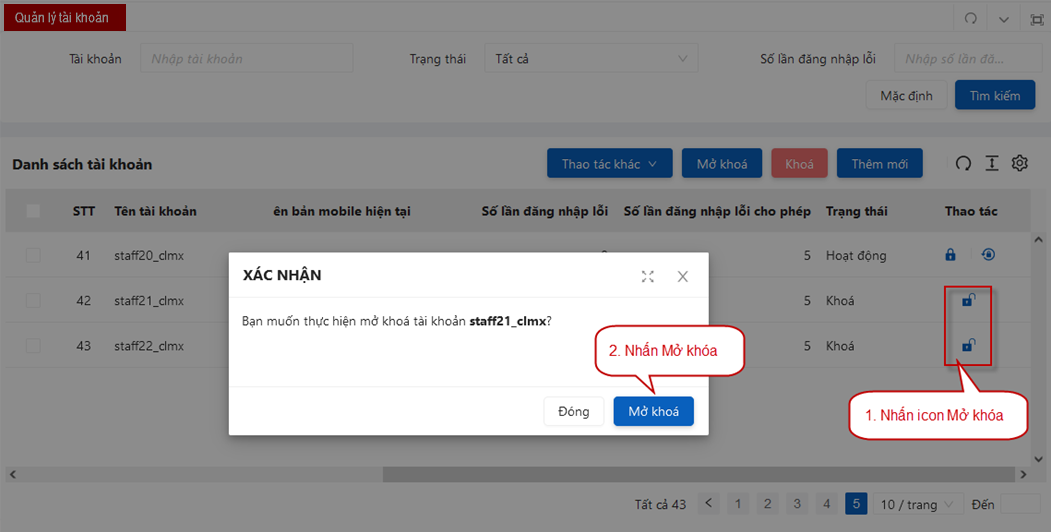 Quản lý tài khoản
Tài khoản Nhập tài khoản Trạng thái Tất cả Số lần đăng nhập lỗi Nhập số lần đã...
Mặc định Tìm kiếm
Danh sách tài khoản Thao tác khác Mở khoá Khoá Thêm mới
STT Tên tài khoản ên bản mobile hiện tại Số lần đăng nhập lỗi Số lần đăng nhập lỗi cho phép Trạng thái Thao tác
41 staff20_clmx 5 Hoạt động
42 staff21_clmx 5 Khoá
43 staff22_clmx 5 Khoá
XÁC NHẬN
Bạn muốn thực hiện mở khoá tài khoản staff21_clmx?
2. Nhấn Mở khóa
Đóng Mở khoá
1. Nhấn icon Mở khóa
Tất cả 43 < 1 2 3 4 5 10 / trang Đến